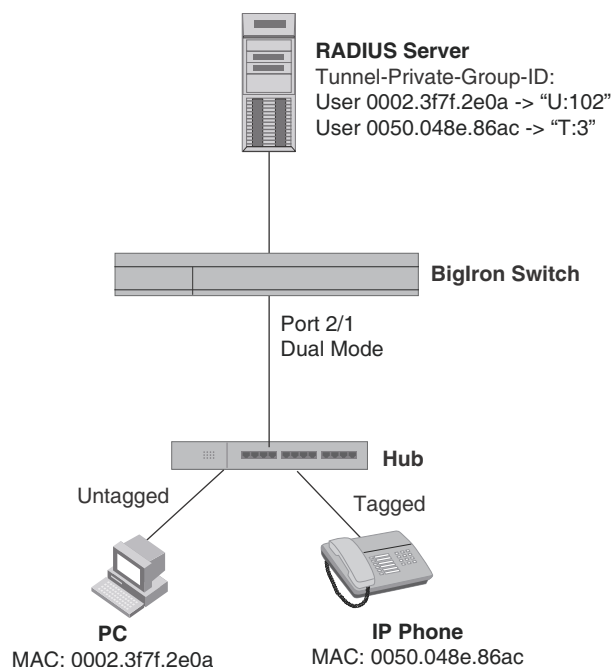 RADIUS Server
Tunnel-Private-Group-ID:
User 0002.3f7f.2e0a -> “U:102”
User 0050.048e.86ac -> “T:3”
BigIron Switch
Port 2/1
Dual Mode
Hub
Untagged
Tagged
PC
MAC: 0002.3f7f.2e0a
IP Phone
MAC: 0050.048e.86ac